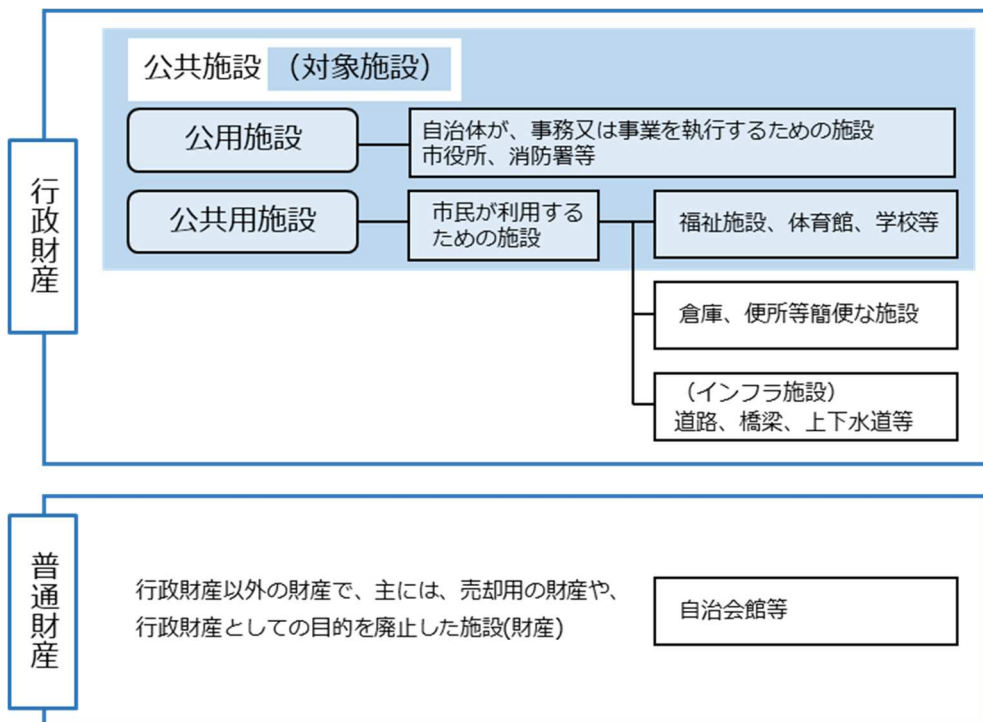 行政財産
公共施設（対象施設）
公用施設
自治体が、事務又は事業を執行するための施設
市役所、消防署等
公共用施設
市民が利用する
ための施設
福祉施設、体育館、学校等
倉庫、便所等簡便な施設
（インフラ施設）
道路、橋梁、上下水道等
普通財産
行政財産以外の財産で、主には、売却用の財産や、
行政財産としての目的を廃止した施設(財産)
自治会館等